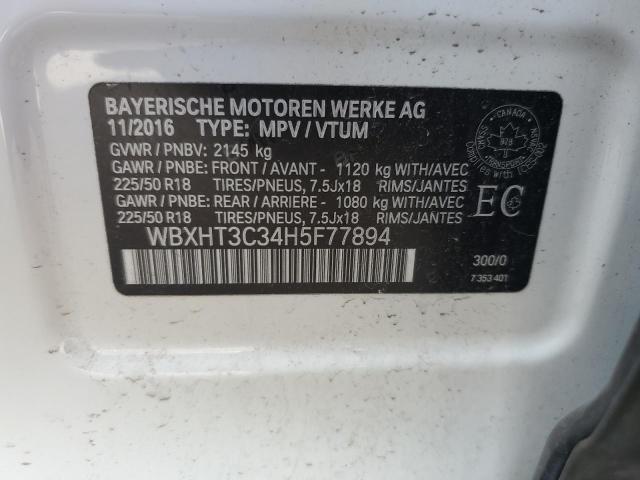 BAYERISCHE MOTOREN WERKE AG
11/2016 TYPE: MPV / VTUM
GVWR / PNBV: 2145 kg
GAWR / PNBE: FRONT / AVANT - 1120 kg WITH/AVEC
225/50 R18 TIRES/PNEUS, 7.5Jx18 RIMS/JANTES
GAWR / PNBE: REAR / ARRIERE - 1080 kg WITH/AVEC
225/50 R18 TIRES/PNEUS, 7.5Jx18 RIMS/JANTES
WBXHT3C34H5F77894
CANADA
TRANSPORT
EC
300/0
7 353 401